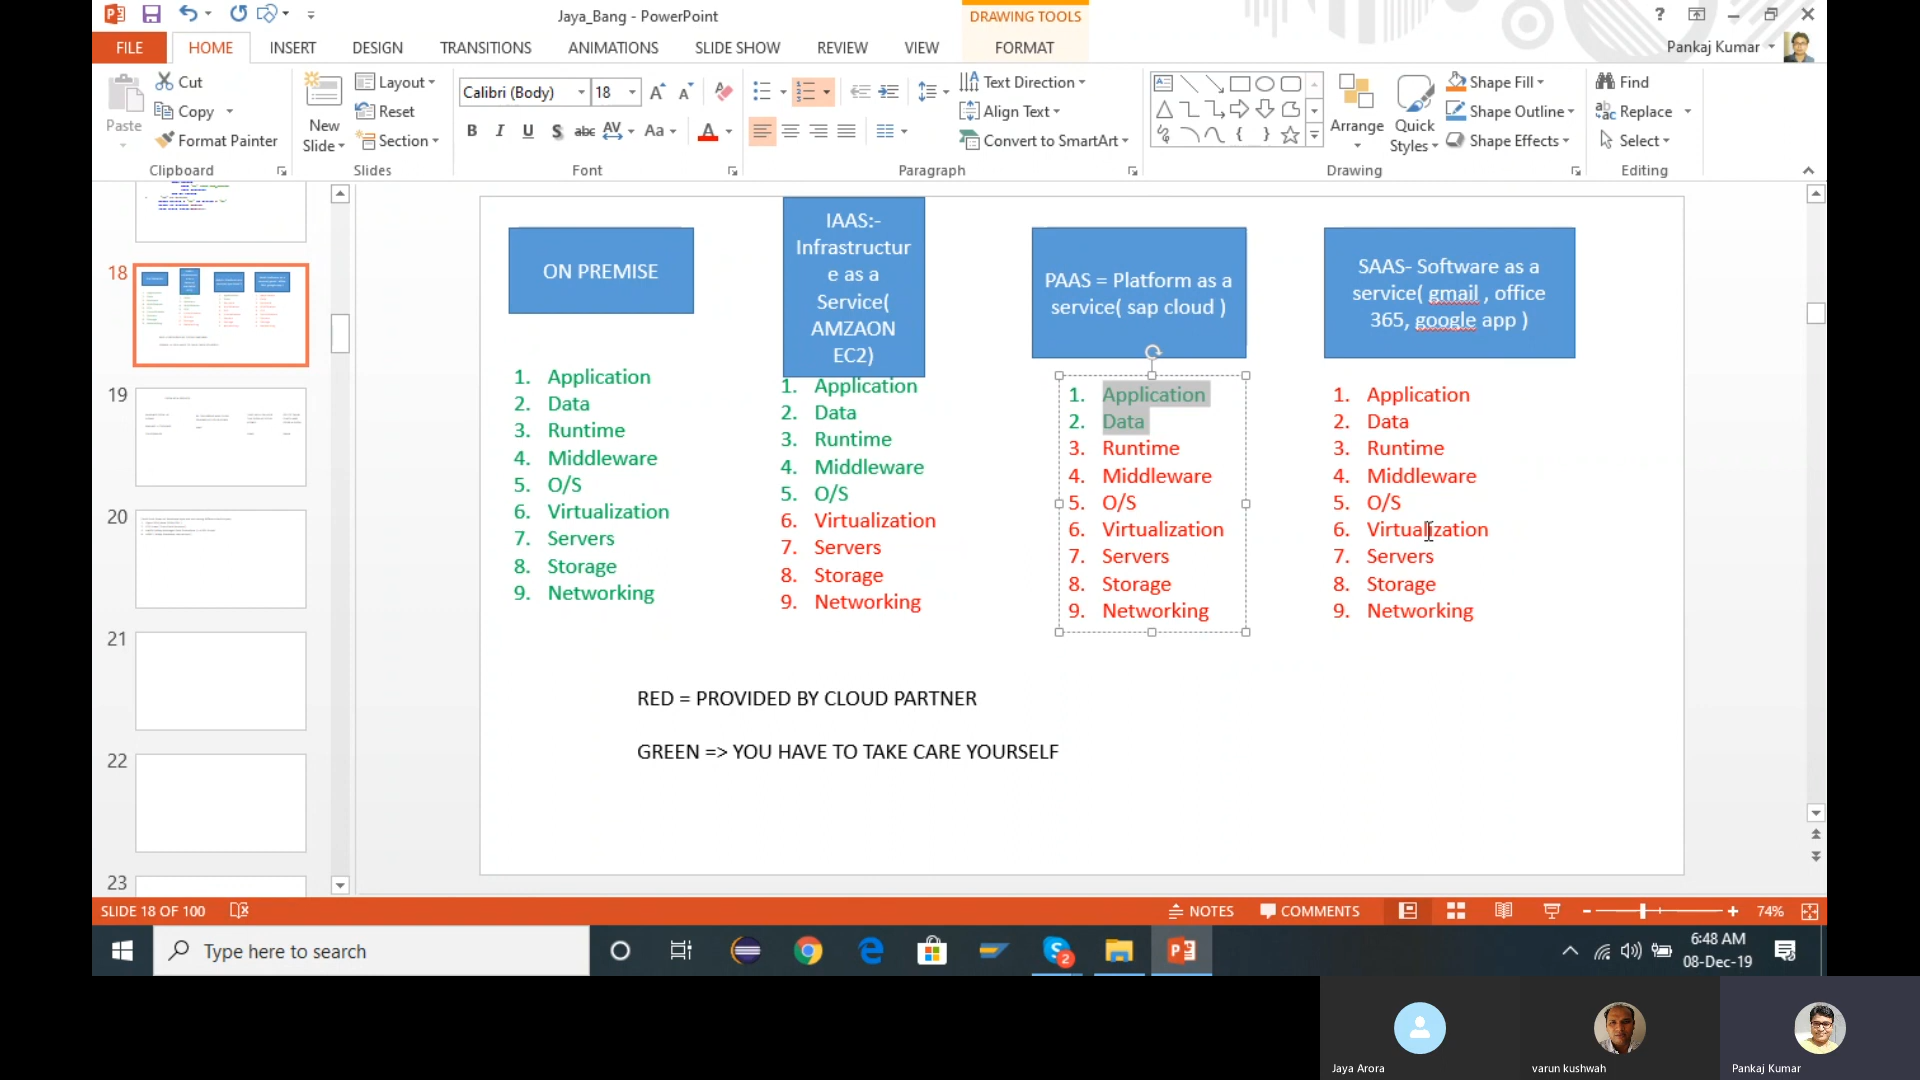 Jaya_Bang - PowerPoint
DRAWING TOOLS
?
FILE
HOME
INSERT
DESIGN
TRANSITIONS
ANIMATIONS
SLIDE SHOW
REVIEW
VIEW
FORMAT
Pankaj Kumar
Paste
Cut
Copy
Format Painter
Clipboard
New
Slide
Layout
Reset
Section
Slides
Calibri (Body)
18
B I U S abc AV Aa A
Font
Text Direction
Align Text
Convert to SmartArt
Paragraph
Arrange
Quick
Styles
Shape Fill
Shape Outline
Shape Effects
Drawing
Find
Replace
Select
Editing
18
19
20
21
22
23
ON PREMISE
1. Application
2. Data
3. Runtime
4. Middleware
5. O/S
6. Virtualization
7. Servers
8. Storage
9. Networking
IAAS:-
Infrastructur
e as a
Service(
AMZAON
EC2)
1. Application
2. Data
3. Runtime
4. Middleware
5. O/S
6. Virtualization
7. Servers
8. Storage
9. Networking
PAAS = Platform as a
service( sap cloud )
1. Application
2. Data
3. Runtime
4. Middleware
5. O/S
6. Virtualization
7. Servers
8. Storage
9. Networking
SAAS- Software as a
service( gmail , office
365, google app )
1. Application
2. Data
3. Runtime
4. Middleware
5. O/S
6. Virtualization
7. Servers
8. Storage
9. Networking
RED = PROVIDED BY CLOUD PARTNER
GREEN => YOU HAVE TO TAKE CARE YOURSELF
SLIDE 18 OF 100
NOTES
COMMENTS
74%
Type here to search
2
6:48 AM
08-Dec-19
Jaya Arora
varun kushwah
Pankaj Kumar